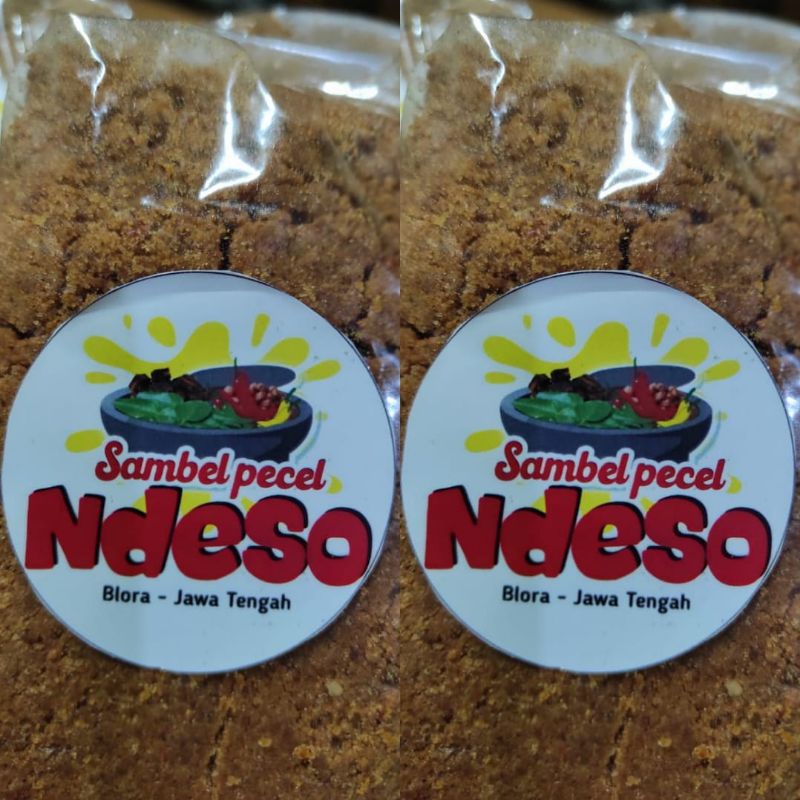 Sambel pecel
Ndeso
Blora - Jawa Tengah
Sambel pecel
Ndeso
Blora - Jawa Tengah